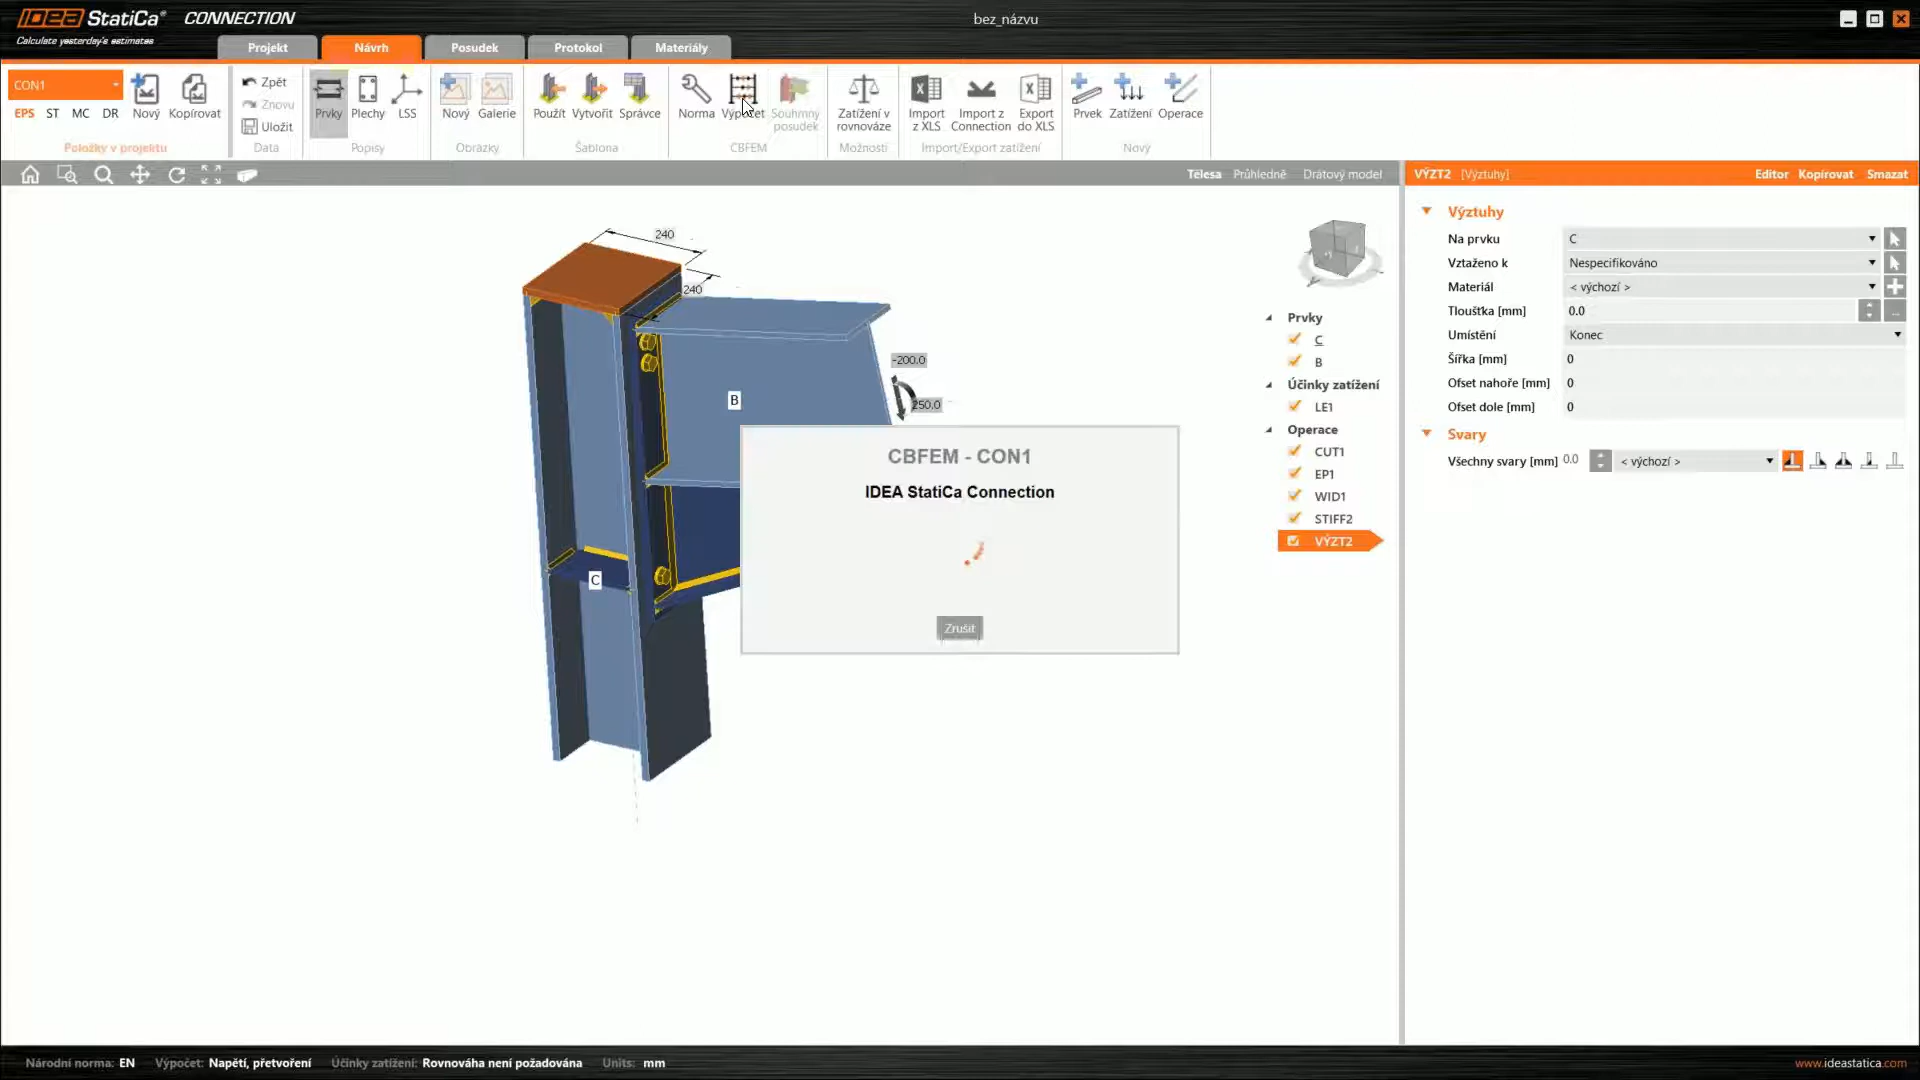 IDEA StatiCa® CONNECTION
Calculate yesterday's estimates
bez_názvu
Projekt Návrh Posudek Protokol Materiály
CON1
EPS ST MC DR Nový Kopírovat
Položky v projektu
Zpět
Znovu
Uložit
Data
Prvky Plechy LSS
Popisy
Nový Galerie
Obrázky
Použít Vytvořit Správce
Šablona
Norma Výpočet Souhrnný posudek
CBFEM
Zatížení v rovnováze
Možnosti
Import z XLS Import z Connection Export do XLS
Import/Export zatížení
Prvek Zatížení Operace
Nový
Tělesa Průhledné Drátový model
VÝZT2 [Výztuhy] Editor Kopírovat Smazat
240
240
-200.0
250.0
B
C
CBFEM - CON1
IDEA StatiCa Connection
Zrušit
Prvky
C
B
Účinky zatížení
LE1
Operace
CUT1
EP1
WID1
STIFF2
VÝZT2
Výztuhy
Na prvku C
Vztaženo k Nespecifikováno
Materiál < výchozí >
Tlouštka [mm] 0.0
Umístění Konec
Šířka [mm] 0
Ofset nahoře [mm] 0
Ofset dole [mm] 0
Svary
Všechny svary [mm] 0.0 < výchozí >
Národní norma: EN Výpočet: Napětí, přetvoření Účinky zatížení: Rovnováha není požadována Units: mm
www.ideastatica.com